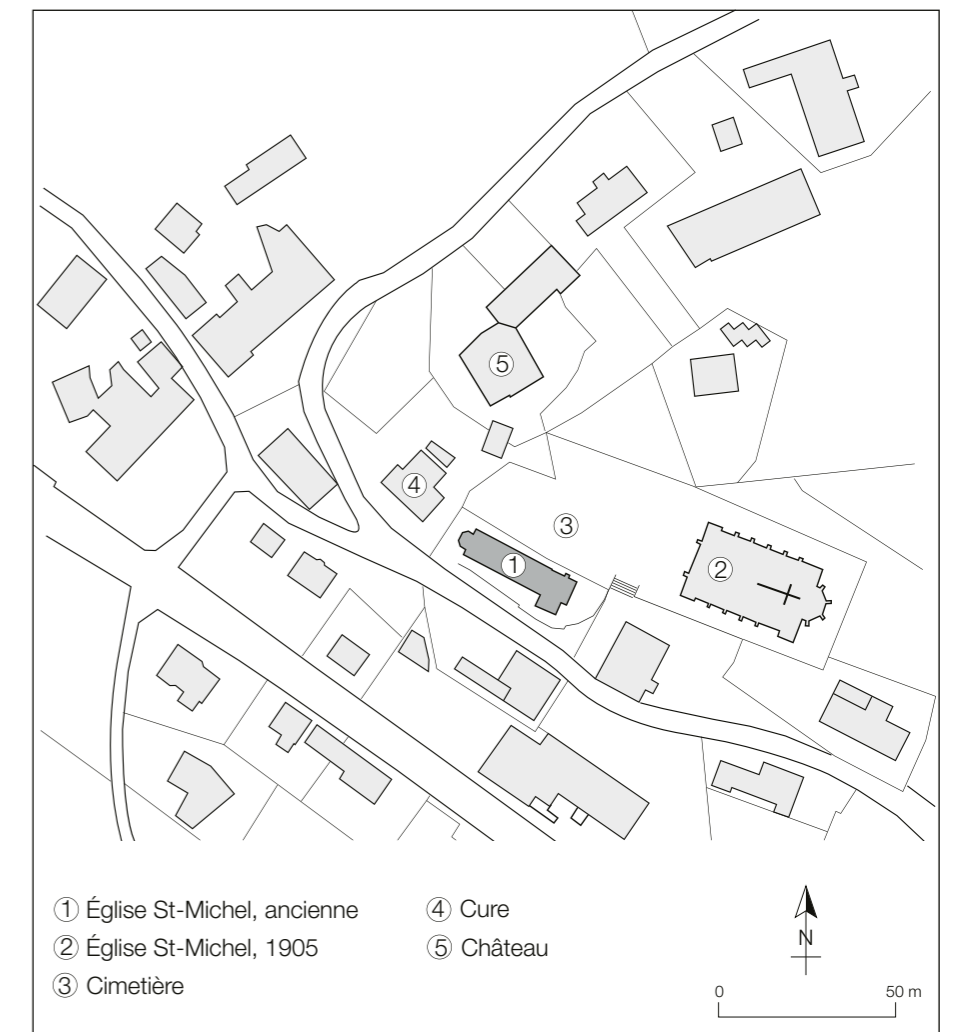 5
4
3
1
2
① Église St-Michel, ancienne
② Église St-Michel, 1905
③ Cimetière
④ Cure
⑤ Château
N
0 50 m